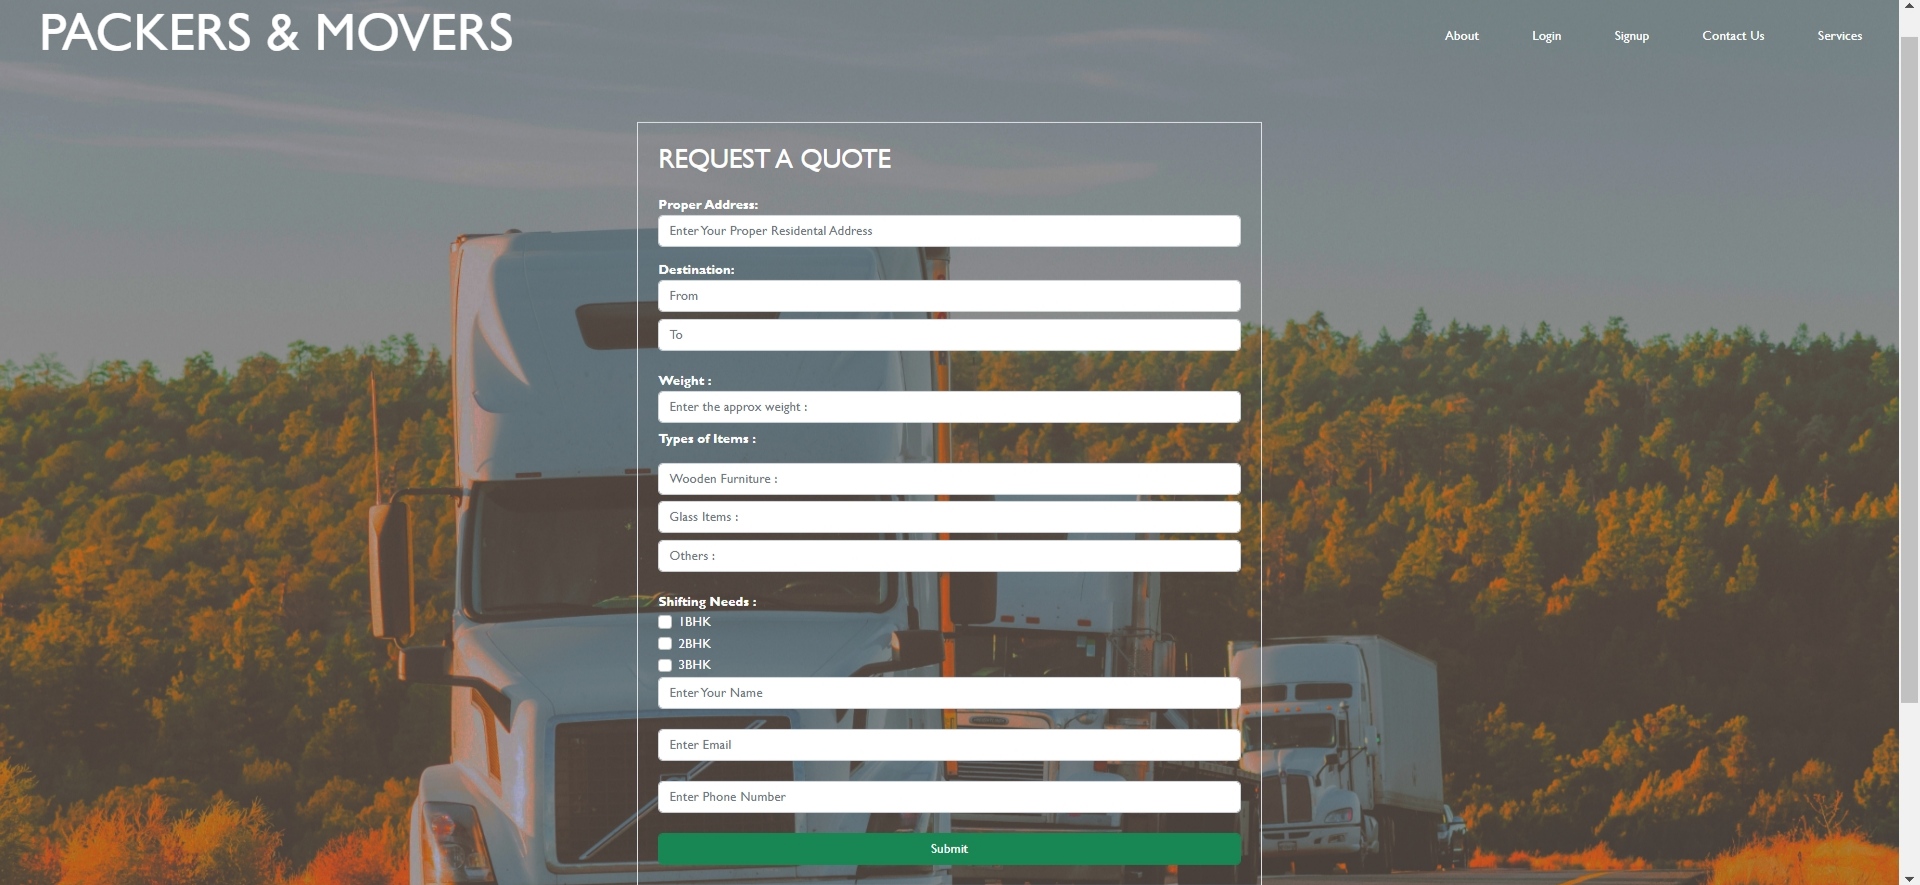 PACKERS & MOVERS
About Login Signup Contact Us Services
REQUEST A QUOTE
Proper Address:
Enter Your Proper Residental Address
Destination:
From
To
Weight :
Enter the approx weight :
Types of Items :
Wooden Furniture :
Glass Items :
Others :
Shifting Needs :
1BHK
2BHK
3BHK
Enter Your Name
Enter Email
Enter Phone Number
Submit